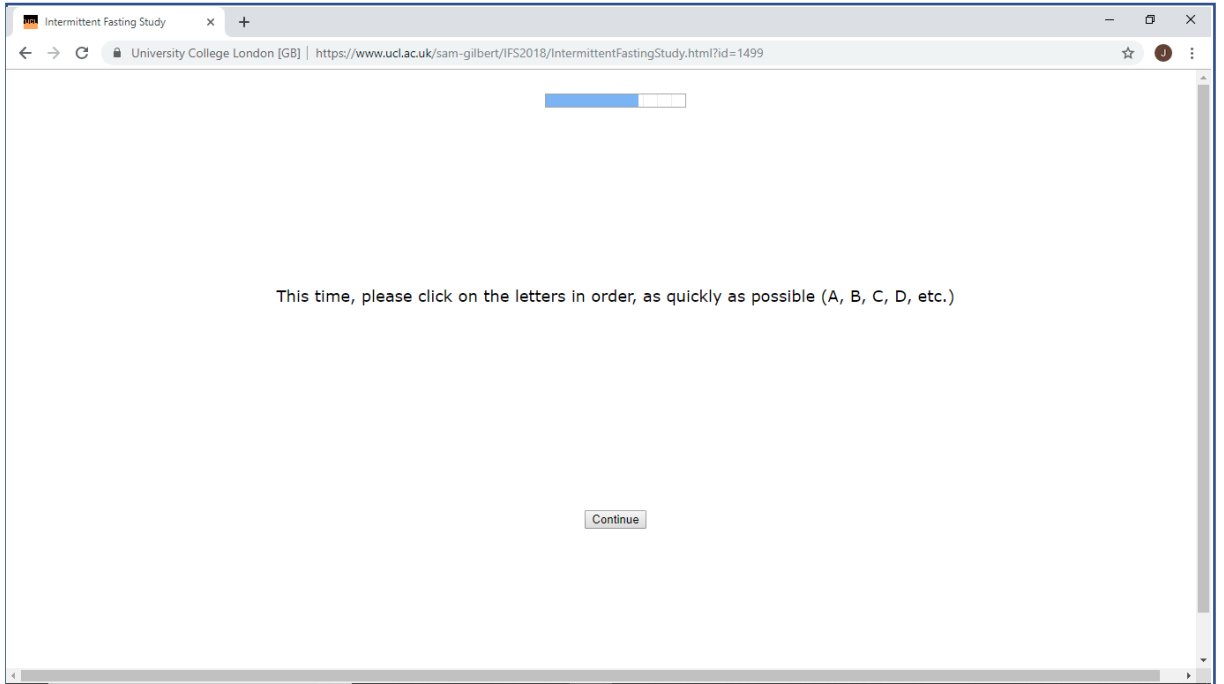 UCL Intermittent Fasting Study
University College London [GB] | https://www.ucl.ac.uk/sam-gilbert/IFS2018/IntermittentFastingStudy.html?id=1499
J
This time, please click on the letters in order, as quickly as possible (A, B, C, D, etc.)
Continue